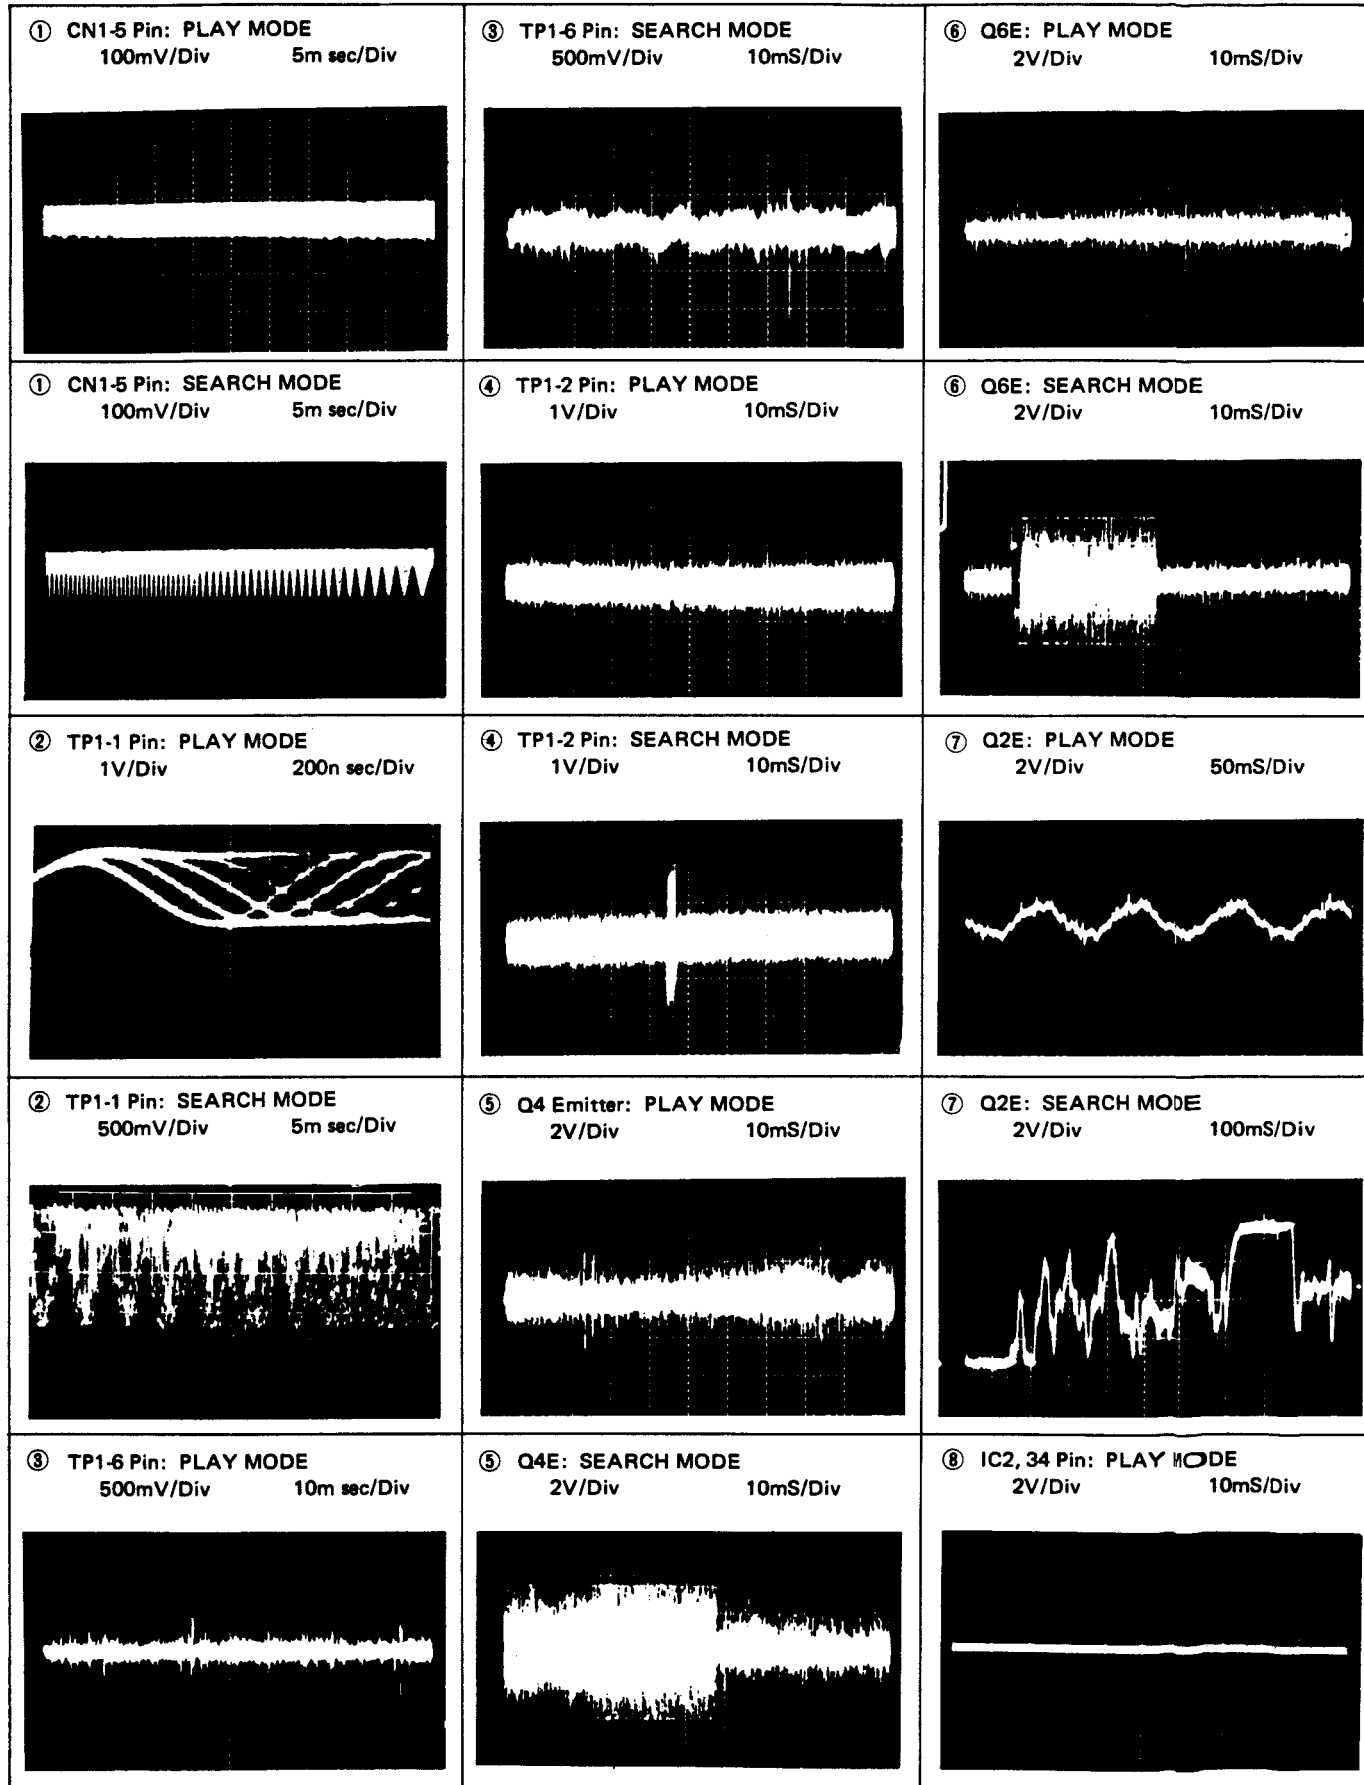 ① CN1-5 Pin: PLAY MODE
100mV/Div 5m sec/Div
① CN1-5 Pin: SEARCH MODE
100mV/Div 5m sec/Div
② TP1-1 Pin: PLAY MODE
1V/Div 200n sec/Div
② TP1-1 Pin: SEARCH MODE
500mV/Div 5m sec/Div
③ TP1-6 Pin: PLAY MODE
500mV/Div 10m sec/Div
③ TP1-6 Pin: SEARCH MODE
500mV/Div 10mS/Div
④ TP1-2 Pin: PLAY MODE
1V/Div 10mS/Div
④ TP1-2 Pin: SEARCH MODE
1V/Div 10mS/Div
⑤ Q4 Emitter: PLAY MODE
2V/Div 10mS/Div
⑤ Q4E: SEARCH MODE
2V/Div 10mS/Div
⑥ Q6E: PLAY MODE
2V/Div 10mS/Div
⑥ Q6E: SEARCH MODE
2V/Div 10mS/Div
⑦ Q2E: PLAY MODE
2V/Div 50mS/Div
⑦ Q2E: SEARCH MODE
2V/Div 100mS/Div
⑧ IC2, 34 Pin: PLAY MODE
2V/Div 10mS/Div